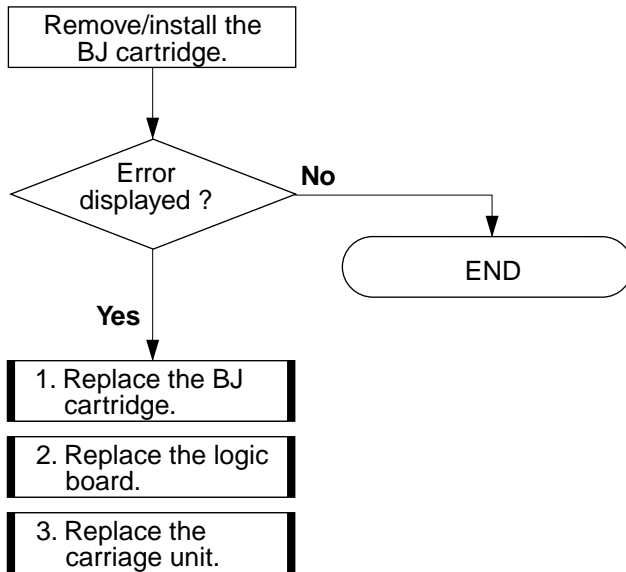 Remove/install the
BJ cartridge.
Error
displayed ?
No
END
Yes
1. Replace the BJ
cartridge.
2. Replace the logic
board.
3. Replace the
carriage unit.